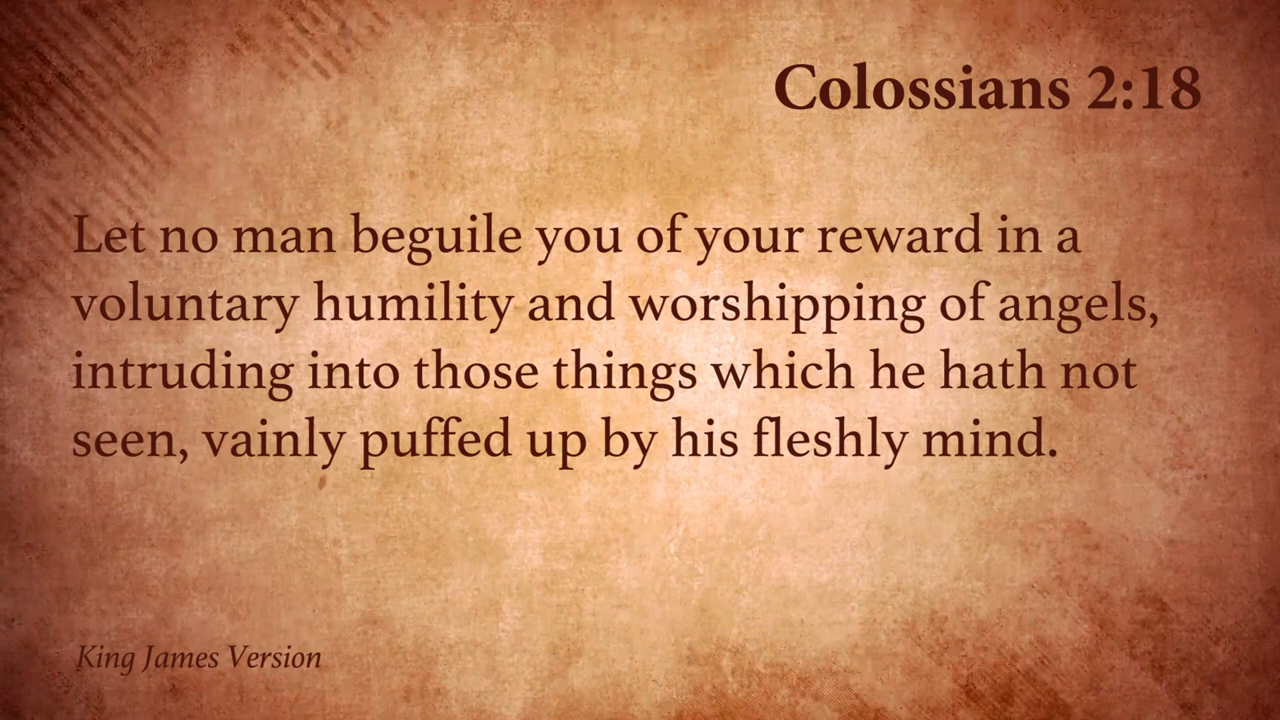 Colossians 2:18
Let no man beguile you of your reward in a
voluntary humility and worshipping of angels,
intruding into those things which he hath not
seen, vainly puffed up by his fleshly mind.
King James Version